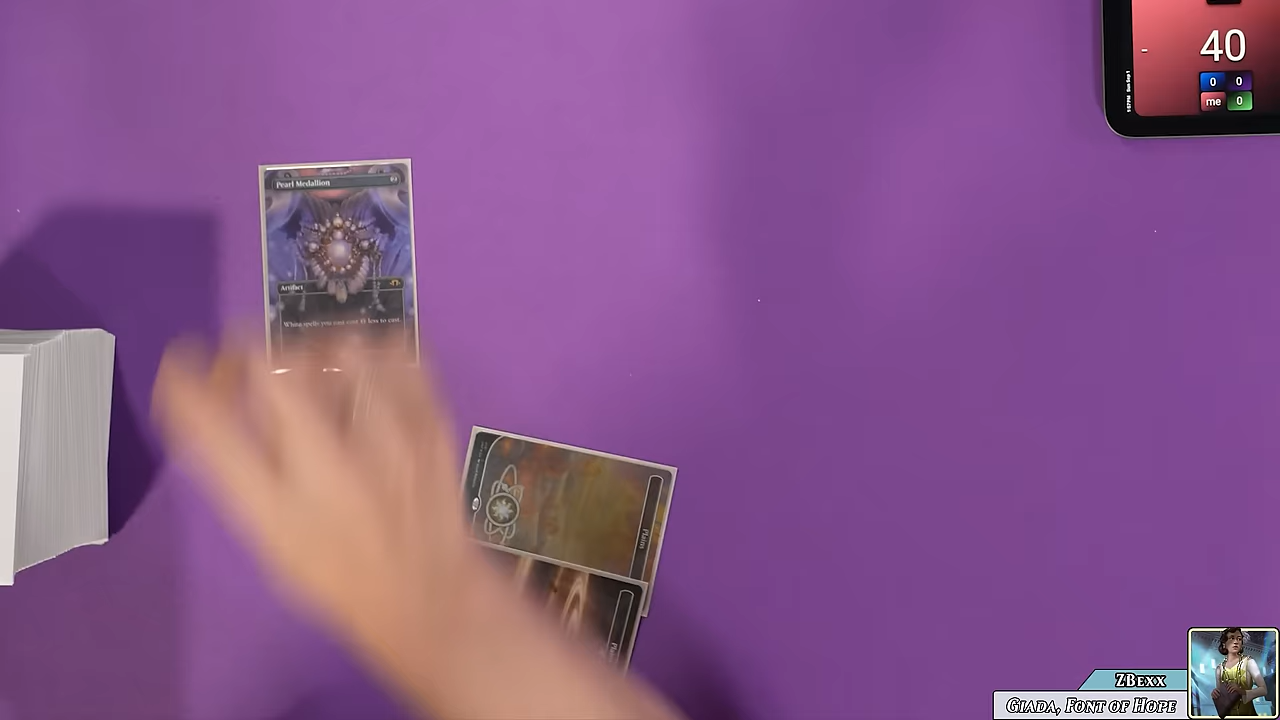 40
0 0
me 0
Pearl Medallion
Artifact
White spells you cast cost less to cast.
Plains
Plains
ZBexx
Giada, Font of Hope